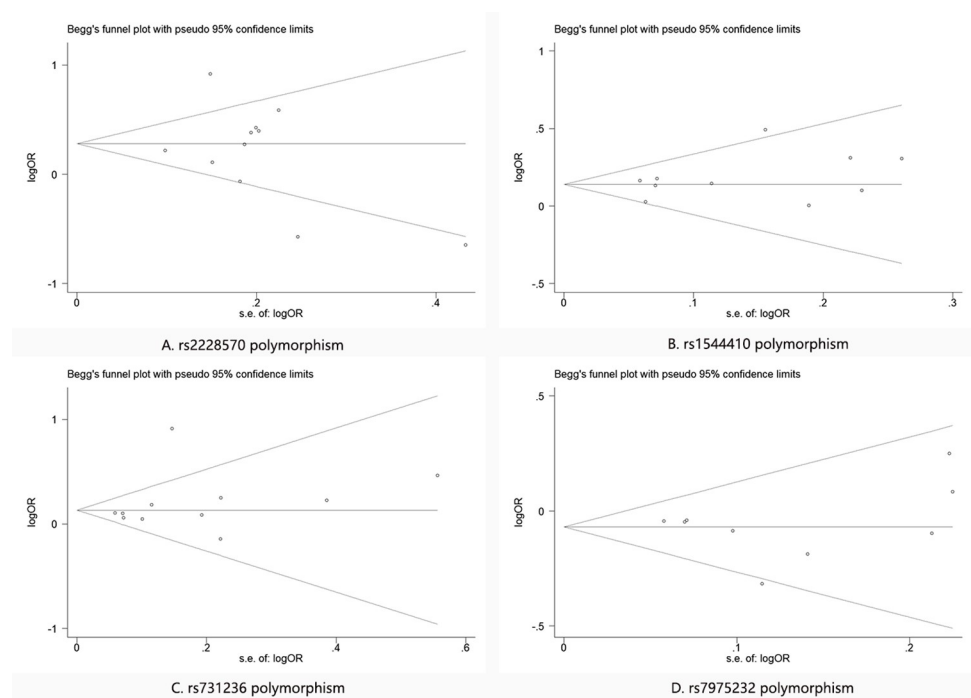 Begg's funnel plot with pseudo 95% confidence limits
logOR
1
0
-1
0
.2
.4
s.e. of: logOR
A. rs2228570 polymorphism
Begg's funnel plot with pseudo 95% confidence limits
logOR
1
.5
0
-.5
0
.1
.2
.3
s.e. of: logOR
B. rs1544410 polymorphism
Begg's funnel plot with pseudo 95% confidence limits
logOR
1
0
-1
0
.2
.4
.6
s.e. of: logOR
C. rs731236 polymorphism
Begg's funnel plot with pseudo 95% confidence limits
logOR
.5
0
-.5
0
.1
.2
s.e. of: logOR
D. rs7975232 polymorphism